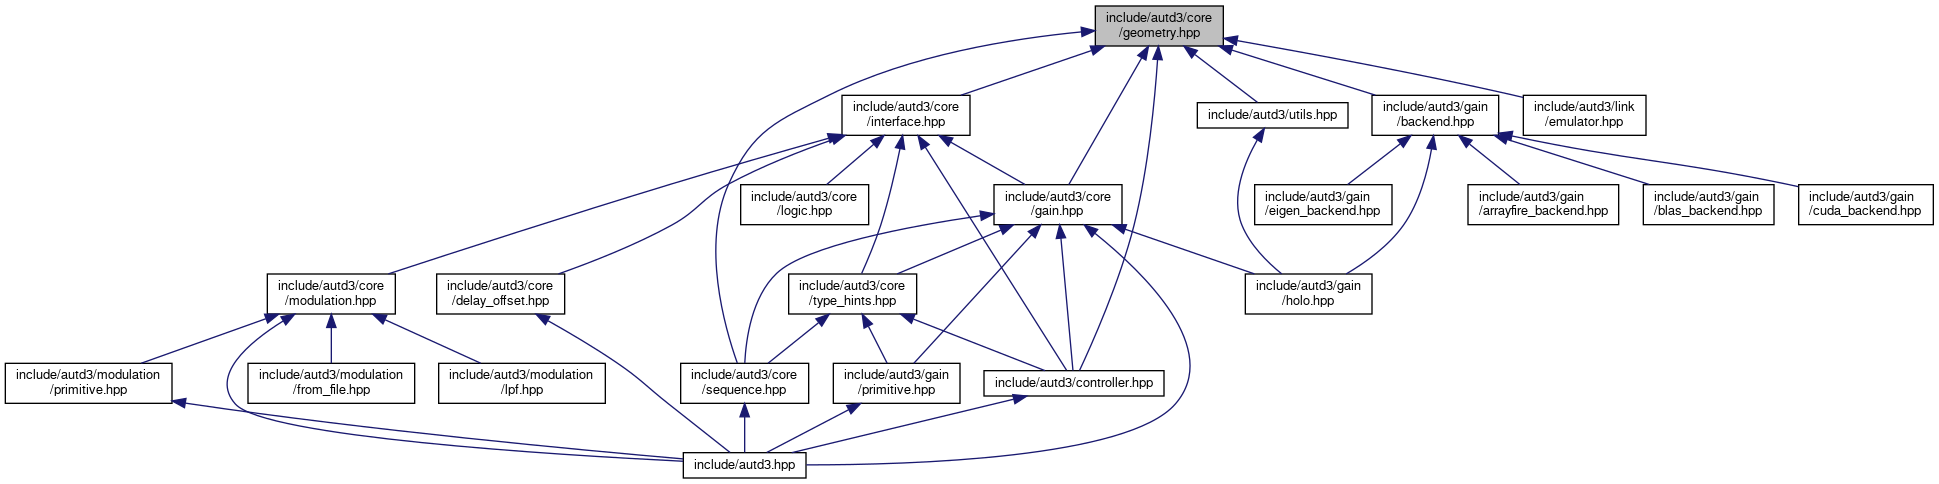 include/autd3/core
/geometry.hpp
include/autd3/core
/interface.hpp
include/autd3/utils.hpp
include/autd3/gain
/backend.hpp
include/autd3/link
/emulator.hpp
include/autd3/core
/logic.hpp
include/autd3/core
/gain.hpp
include/autd3/gain
/eigen_backend.hpp
include/autd3/gain
/arrayfire_backend.hpp
include/autd3/gain
/blas_backend.hpp
include/autd3/gain
/cuda_backend.hpp
include/autd3/core
/modulation.hpp
include/autd3/core
/delay_offset.hpp
include/autd3/core
/type_hints.hpp
include/autd3/gain
/holo.hpp
include/autd3/modulation
/primitive.hpp
include/autd3/modulation
/from_file.hpp
include/autd3/modulation
/lpf.hpp
include/autd3/core
/sequence.hpp
include/autd3/gain
/primitive.hpp
include/autd3/controller.hpp
include/autd3.hpp